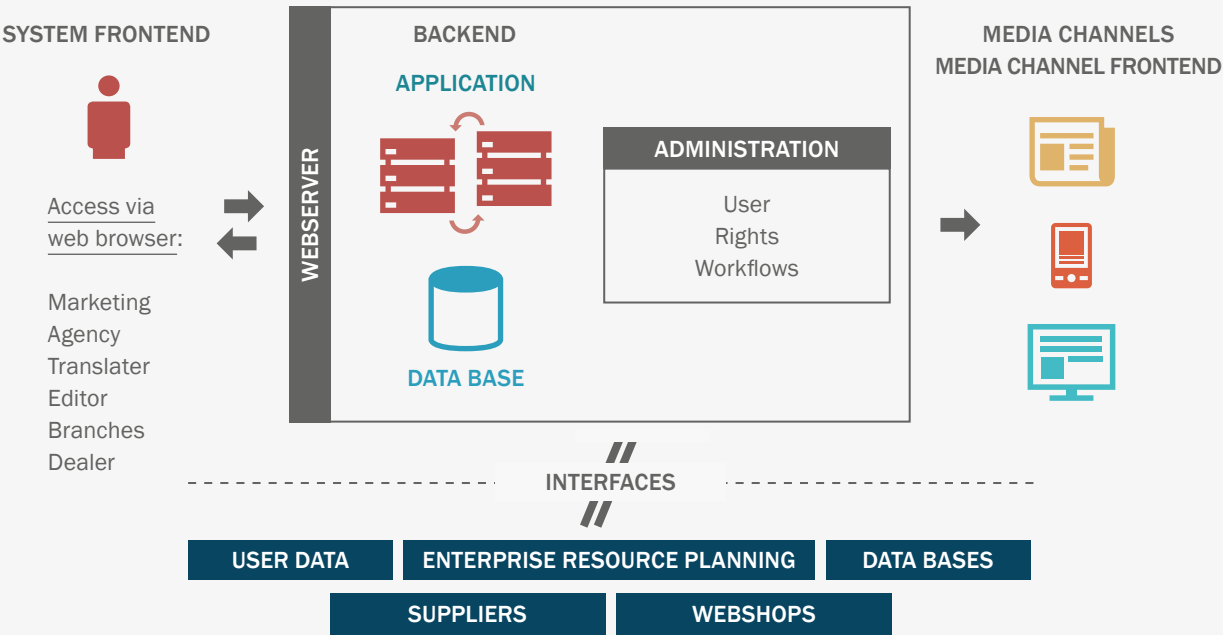 SYSTEM FRONTEND
Access via
web browser:
Marketing
Agency
Translater
Editor
Branches
Dealer
WEBSERVER
BACKEND
APPLICATION
DATA BASE
ADMINISTRATION
User
Rights
Workflows
MEDIA CHANNELS
MEDIA CHANNEL FRONTEND
INTERFACES
USER DATA
ENTERPRISE RESOURCE PLANNING
DATA BASES
SUPPLIERS
WEBSHOPS